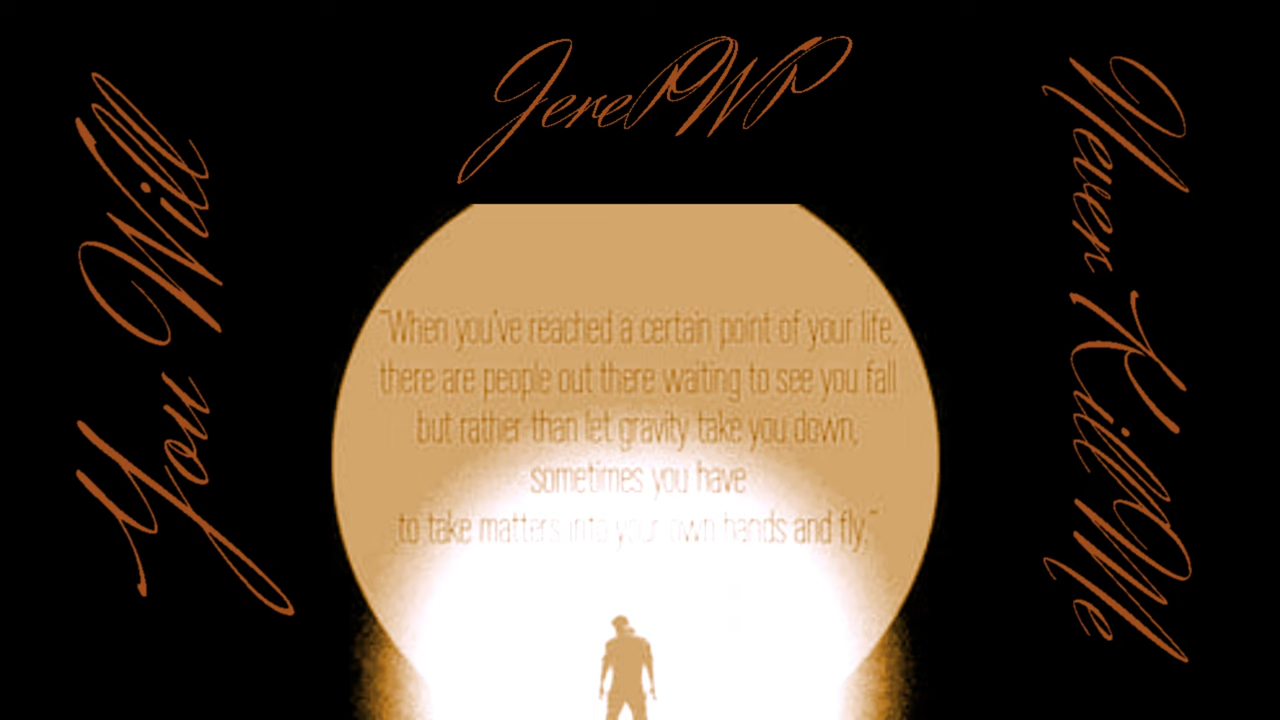 JerePWP
You Will
Never Kill Me
"When you've reached a certain point of your life,
there are people out there waiting to see you fall
but rather than let gravity take you down,
sometimes you have
to take matters into your own hands and fly."